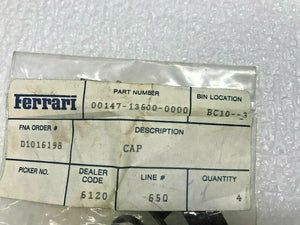 Ferrari
PART NUMBER
00147-13600-0000
BIN LOCATION
BC10--3
FNA ORDER #
D1016198
DESCRIPTION
CAP
PICKER NO.
DEALER CODE
6120
LINE #
650
QUANTITY
4